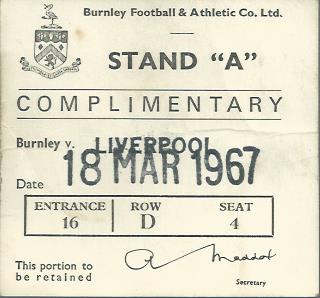 Burnley Football & Athletic Co. Ltd.
STAND "A"
COMPLIMENTARY
Burnley v. LIVERPOOL
Date 18 MAR 1967
ENTRANCE ROW SEAT
16 D 4
This portion to
be retained
A Maddox
Secretary